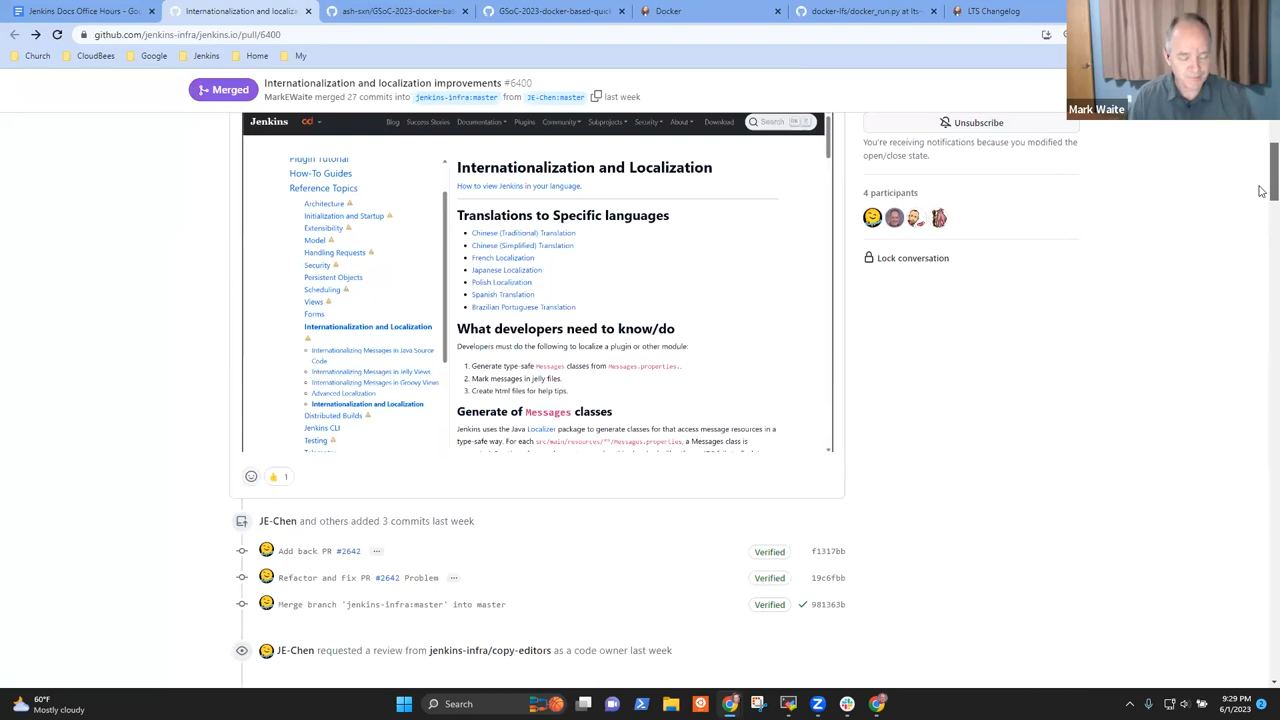 Jenkins Docs Office Hours
Internationalization and localiza
ash-sxn/GSoC-2023-docker-ba
GSoC-2023-docker-based-quick
Docker
docker-lfs/docker_run.py at lts-
LTS Changelog
github.com/jenkins-infra/jenkins.io/pull/6400
Church
CloudBees
Google
Jenkins
Home
My
Merged
Internationalization and localization improvements #6400
MarkEWaite merged 27 commits into jenkins-infra:master from JE-Chen:master last week
Mark Waite
Jenkins
cd
Blog Success Stories Documentation Plugins Community Subprojects Security About Download
Search
Plugin Tutorial
How-To Guides
Reference Topics
Architecture
Initialization and Startup
Extensibility
Model
Handling Requests
Security
Persistent Objects
Scheduling
Views
Forms
Internationalization and Localization
Internationalizing Messages in Java Source
Code
Internationalizing Messages in Jelly Views
Internationalizing Messages in Groovy Views
Advanced Localization
Internationalization and Localization
Distributed Builds
Jenkins CLI
Testing
Internationalization and Localization
How to view Jenkins in your language.
Translations to Specific languages
Chinese (Traditional) Translation
Chinese (Simplified) Translation
French Localization
Japanese Localization
Polish Localization
Spanish Translation
Brazilian Portuguese Translation
What developers need to know/do
Developers must do the following to localize a plugin or other module:
1. Generate type-safe Messages classes from Messages.properties.
2. Mark messages in jelly files.
3. Create html files for help tips.
Generate of Messages classes
Jenkins uses the Java Localizer package to generate classes for that access message resources in a
type-safe way. For each src/main/resources/**/Messages.properties, a Messages class is
Unsubscribe
You're receiving notifications because you modified the
open/close state.
4 participants
Lock conversation
1
JE-Chen and others added 3 commits last week
Add back PR #2642
Verified
f1317bb
Refactor and Fix PR #2642 Problem
Verified
19c6fbb
Merge branch 'jenkins-infra:master' into master
Verified
981363b
JE-Chen requested a review from jenkins-infra/copy-editors as a code owner last week
60°F
Mostly cloudy
Search
9:29 PM
6/1/2023
2